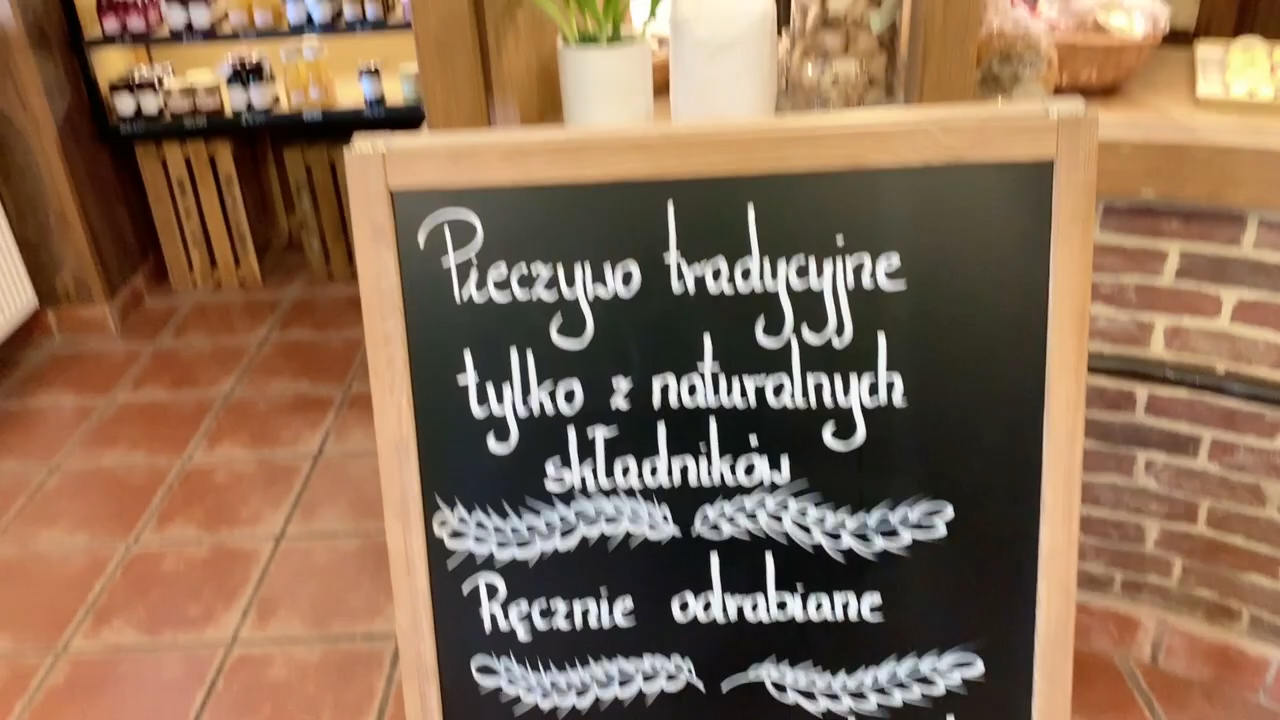 Pieczywo tradycyjne
tylko z naturalnych
składników
Ręcznie odrabiane